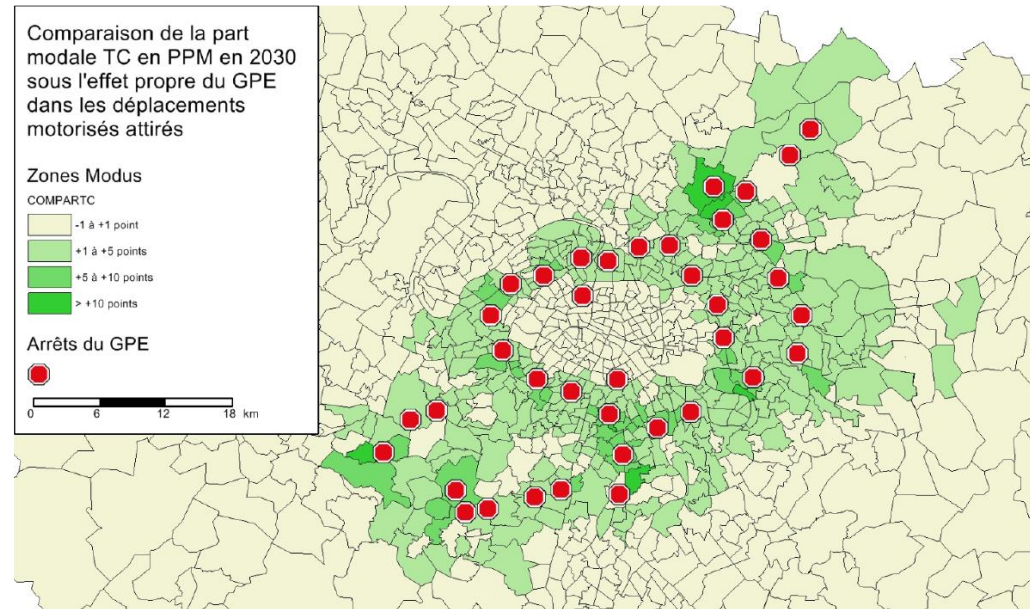 Comparaison de la part
modale TC en PPM en 2030
sous l'effet propre du GPE
dans les déplacements
motorisés attirés
Zones Modus
COMPARTC
-1 à +1 point
+1 à +5 points
+5 à +10 points
> +10 points
Arrêts du GPE
0 6 12 18 km